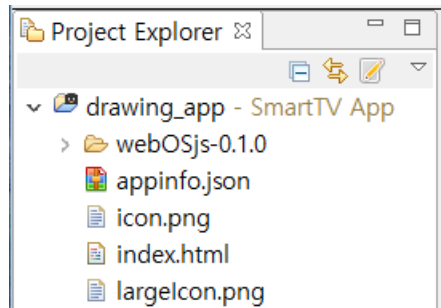 Project Explorer
drawing_app - SmartTV App
webOSjs-0.1.0
appinfo.json
icon.png
index.html
largeIcon.png